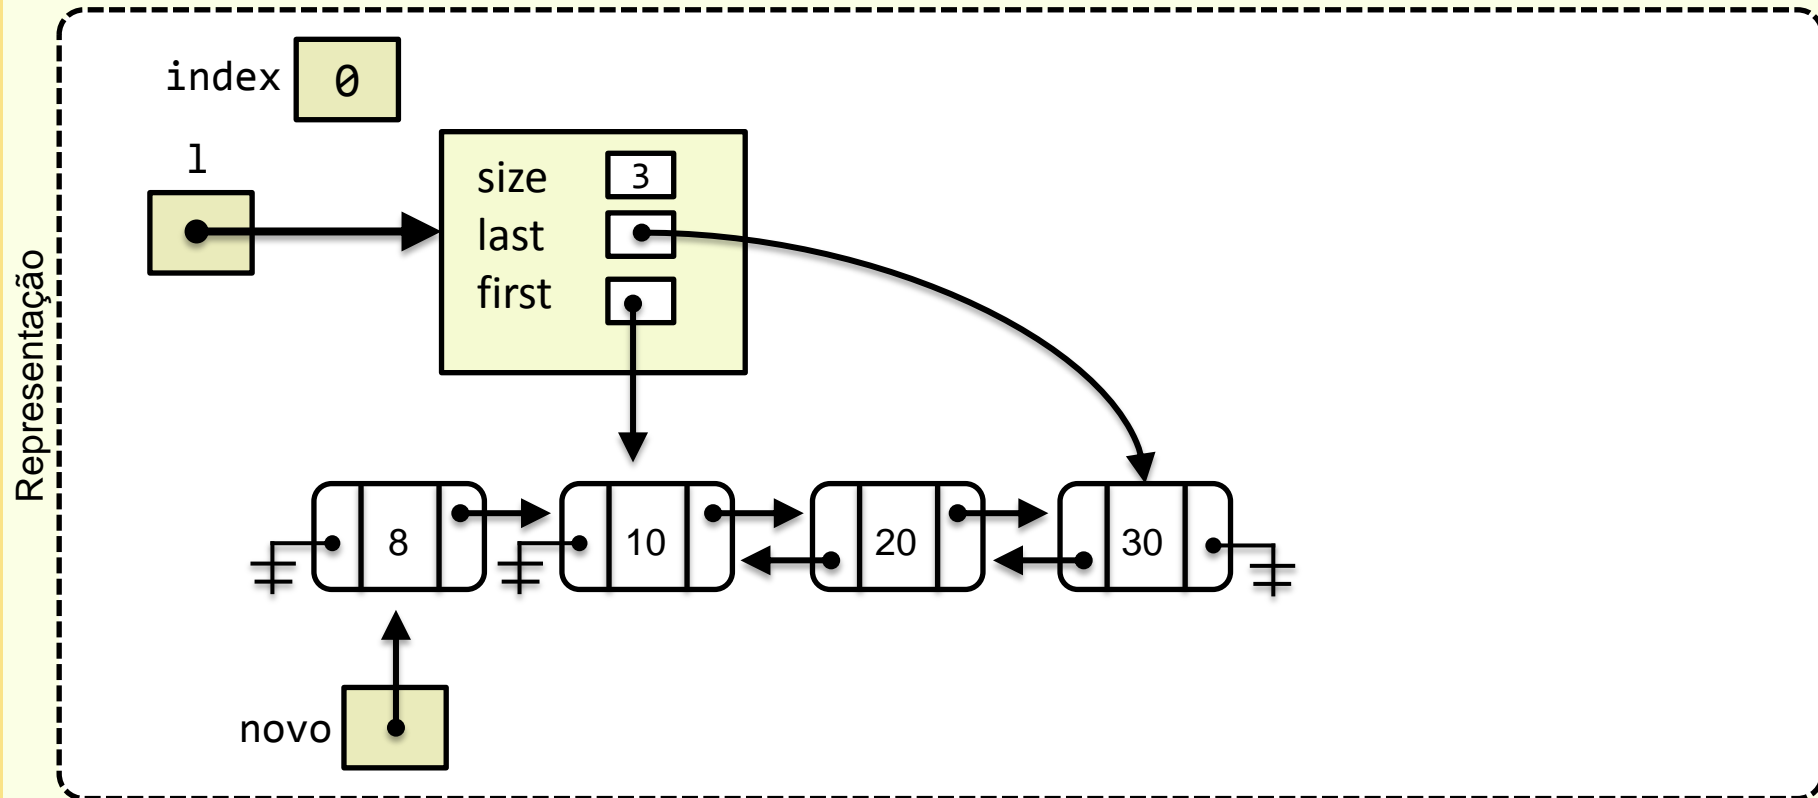 Representação
index 0
l
size 3
last
first
8 10 20 30
novo